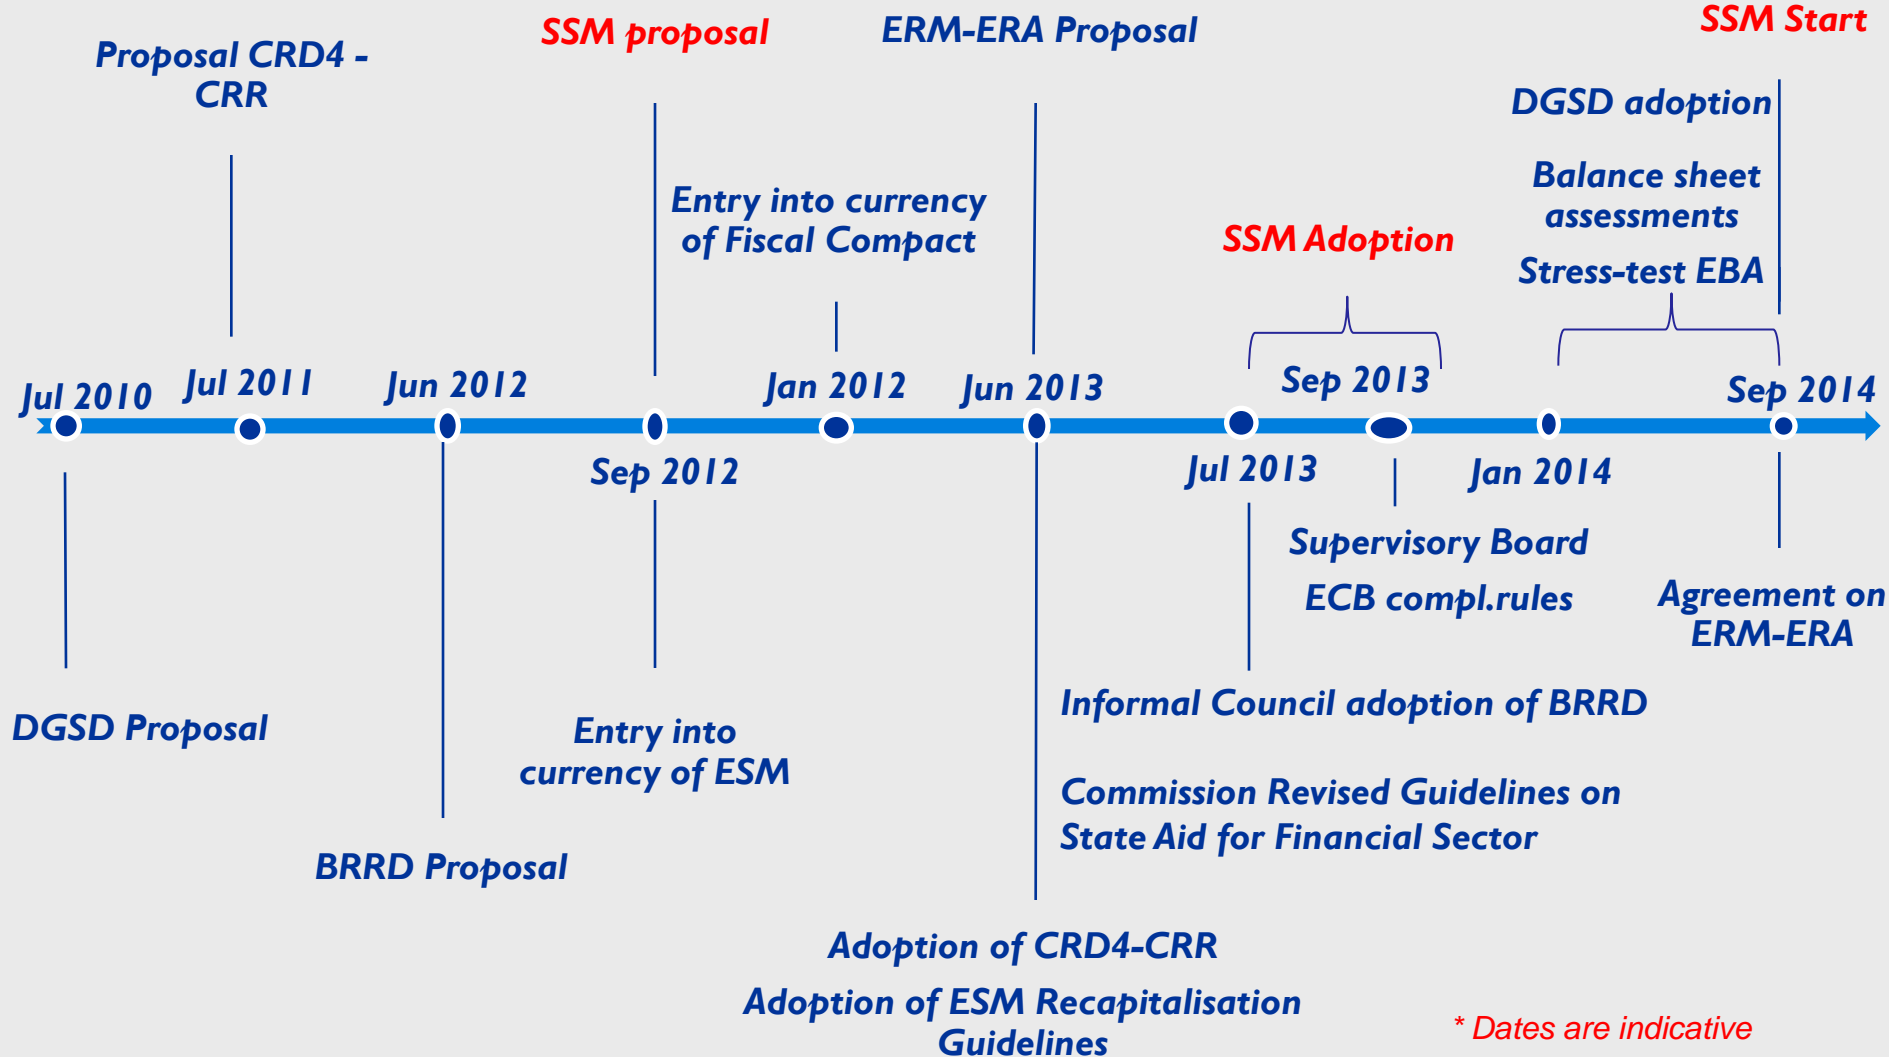 SSM proposal
ERM-ERA Proposal
SSM Start
Proposal CRD4 -
CRR
DGSD adoption
Entry into currency
of Fiscal Compact
Balance sheet
assessments
SSM Adoption
Stress-test EBA
Jul 2010
Jul 2011
Jun 2012
Jan 2012
Jun 2013
Sep 2013
Sep 2014
Sep 2012
Jul 2013
Jan 2014
Supervisory Board
ECB compl.rules
Agreement on
ERM-ERA
DGSD Proposal
Entry into
currency of ESM
Informal Council adoption of BRRD
Commission Revised Guidelines on
State Aid for Financial Sector
BRRD Proposal
Adoption of CRD4-CRR
Adoption of ESM Recapitalisation
Guidelines
* Dates are indicative